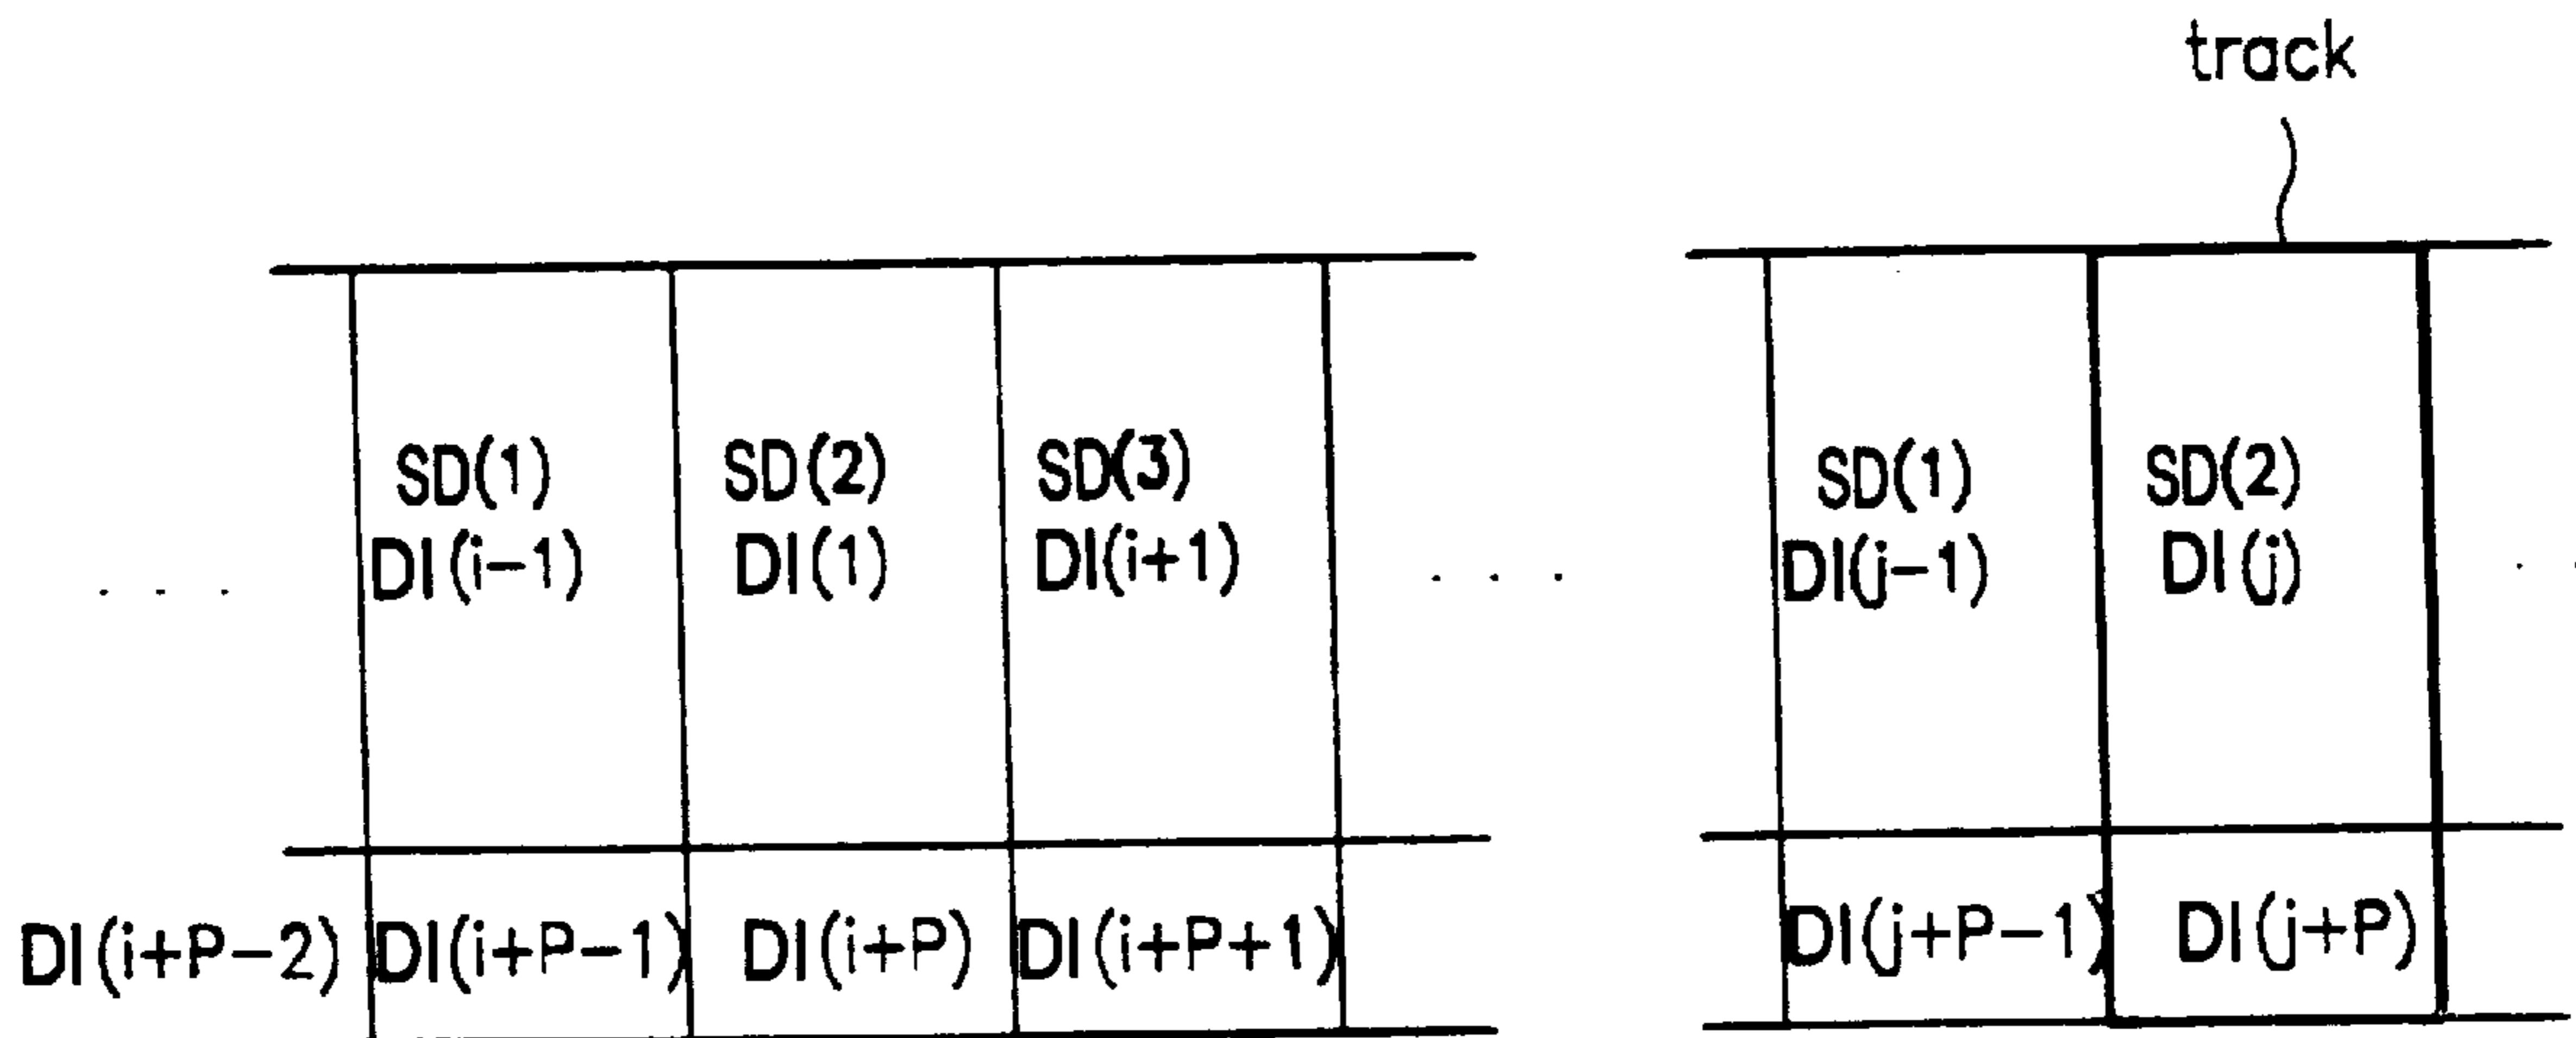 track
SD(1) SD(2) SD(3) SD(1) SD(2)
DI(i-1) DI(1) DI(i+1) . . . DI(j-1) DI(j)
DI(i+P-2) DI(i+P-1) DI(i+P) DI(i+P+1) DI(j+P-1) DI(j+P)